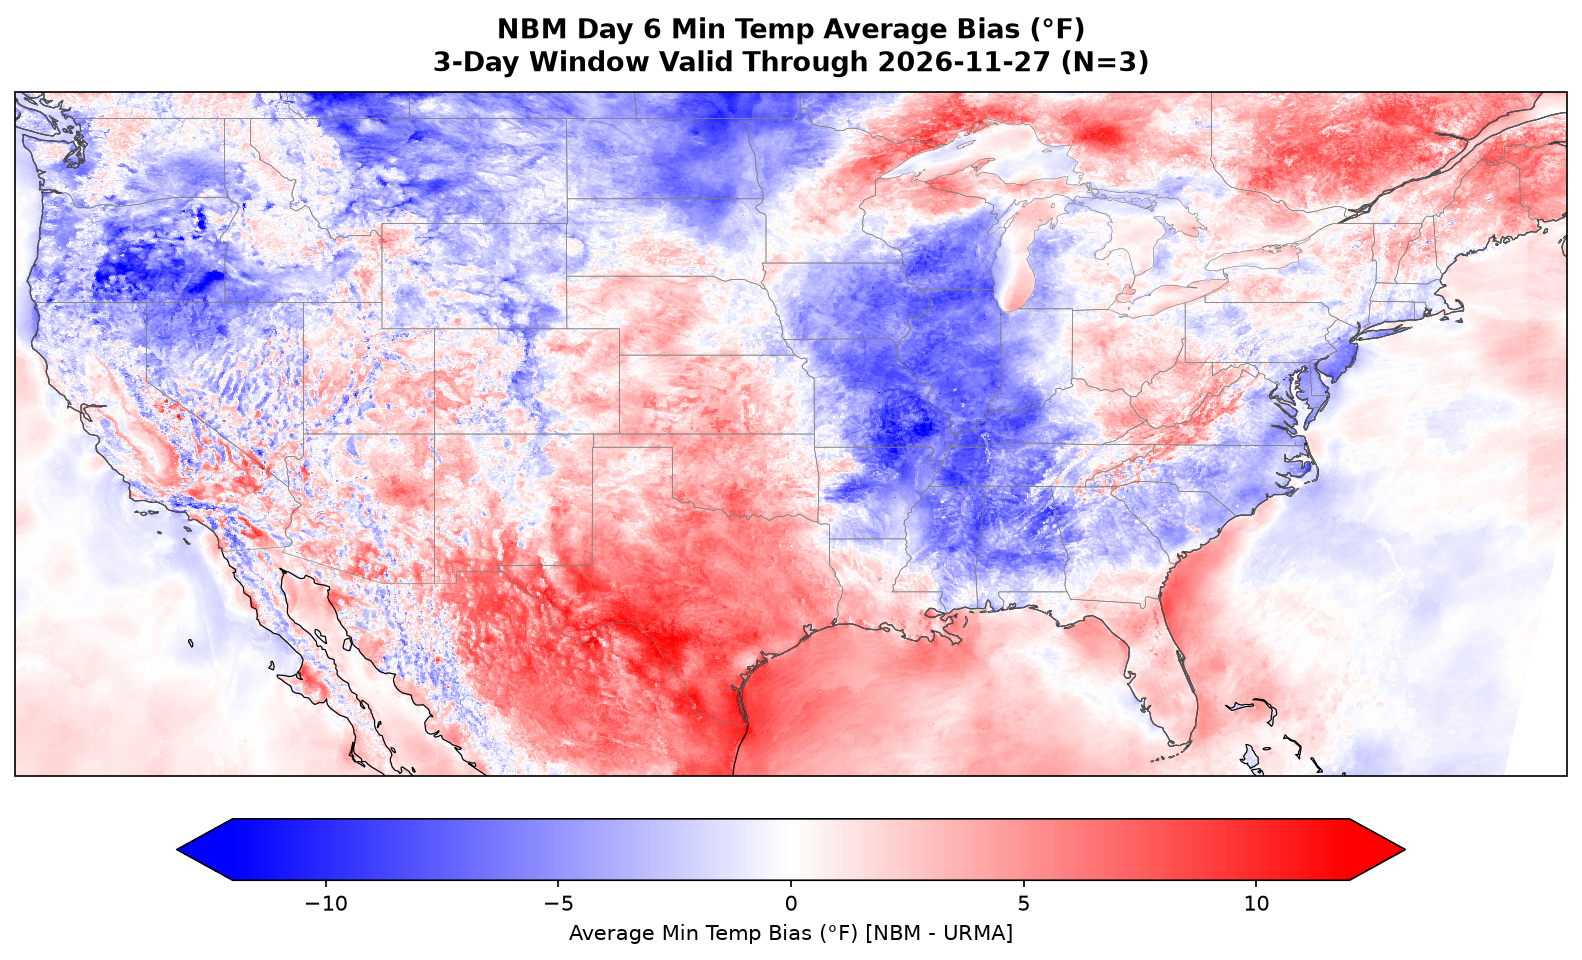 NBM Day 6 Min Temp Average Bias (°F)
3-Day Window Valid Through 2026-11-27 (N=3)
−10 −5 0 5 10
Average Min Temp Bias (°F) [NBM - URMA]